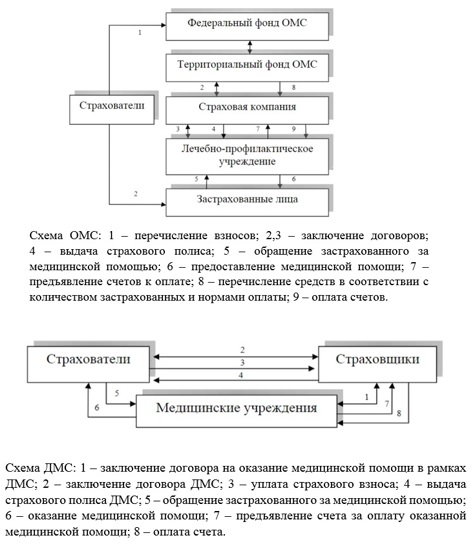 Федеральный фонд ОМС
1
Территориальный фонд ОМС
2
8
Страхователи
Страховая компания
3
4
7
9
Лечебно-профилактическое
учреждение
5
6
2
Застрахованные лица
Схема ОМС: 1 – перечисление взносов; 2,3 – заключение договоров;
4 – выдача страхового полиса; 5 – обращение застрахованного за
медицинской помощью; 6 – предоставление медицинской помощи; 7 –
предъявление счетов к оплате; 8 – перечисление средств в соответствии с
количеством застрахованных и нормами оплаты; 9 – оплата счетов.
Страхователи
2
3
4
Страховщики
6
5
Медицинские учреждения
1
7
8
Схема ДМС: 1 – заключение договора на оказание медицинской помощи в рамках
ДМС; 2 – заключение договора ДМС, 3 – уплата страхового взноса; 4 – выдача
страхового полиса ДМС; 5 – обращение застрахованного за медицинской помощью;
6 – оказание медицинской помощи; 7 – предъявление счета за оплату оказанной
медицинской помощи; 8 – оплата счета.